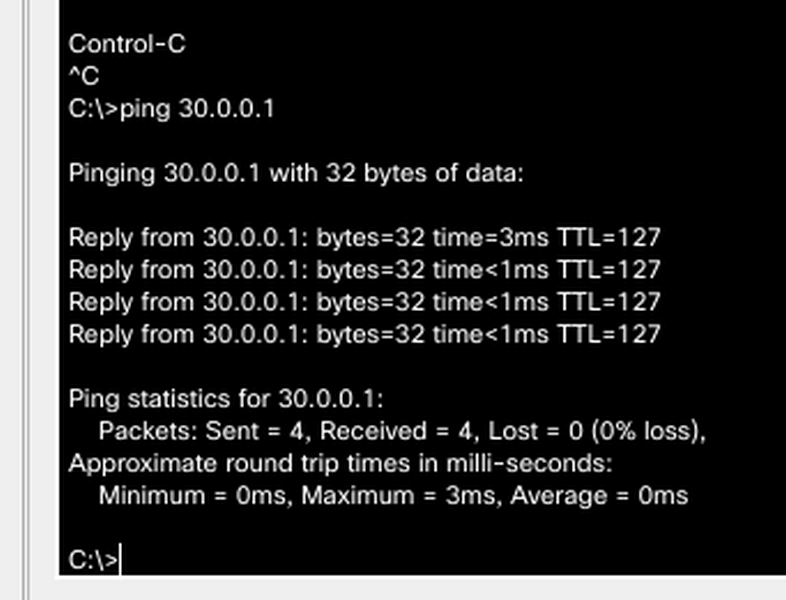 Control-C
^C
C:\>ping 30.0.0.1
Pinging 30.0.0.1 with 32 bytes of data:
Reply from 30.0.0.1: bytes=32 time=3ms TTL=127
Reply from 30.0.0.1: bytes=32 time<1ms TTL=127
Reply from 30.0.0.1: bytes=32 time<1ms TTL=127
Reply from 30.0.0.1: bytes=32 time<1ms TTL=127
Ping statistics for 30.0.0.1:
Packets: Sent = 4, Received = 4, Lost = 0 (0% loss),
Approximate round trip times in milli-seconds:
Minimum = 0ms, Maximum = 3ms, Average = 0ms
C:\>